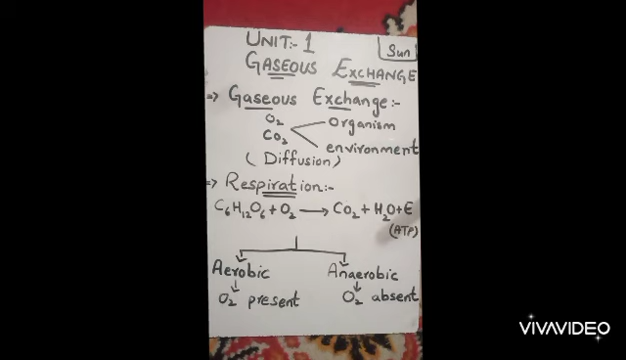 UNIT:- 1
Sun
GASEOUS EXCHANGE
=> Gaseous Exchange:-
O₂
CO₂
Organism
environment
( Diffusion )
=> Respiration:-
C₆H₁₂O₆ + O₂ → CO₂ + H₂O + E
(ATP)
Aerobic Anaerobic
O₂ present O₂ absent
VIVAVIDEO